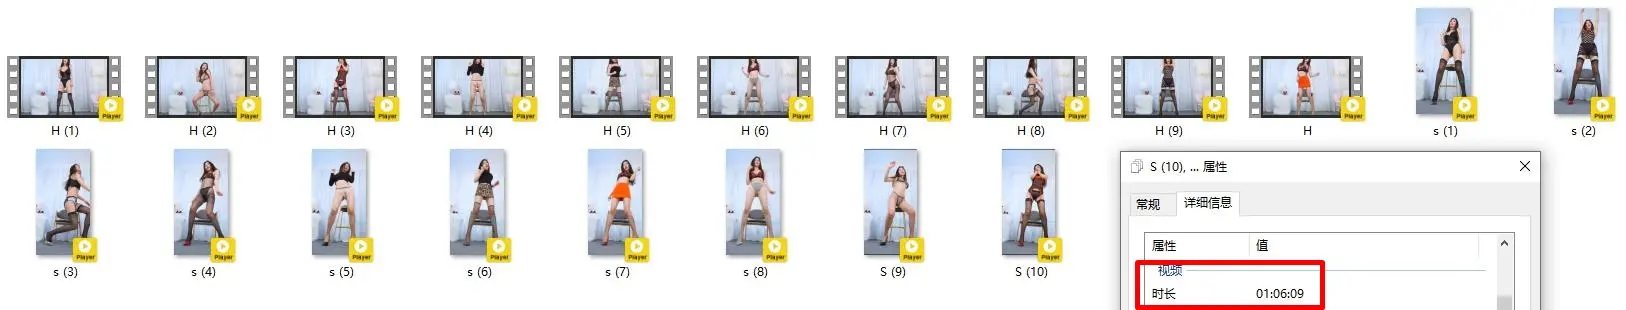 Player Player Player Player Player Player Player Player Player Player Player Player
H (1) H (2) H (3) H (4) H (5) H (6) H (7) H (8) H (9) H s (1) s (2)
Player Player Player Player Player Player Player Player
s (3) s (4) s (5) s (6) s (7) s (8) S (9) S (10)
S (10), ... 属性
常规 详细信息
属性 值
视频
时长 01:06:09